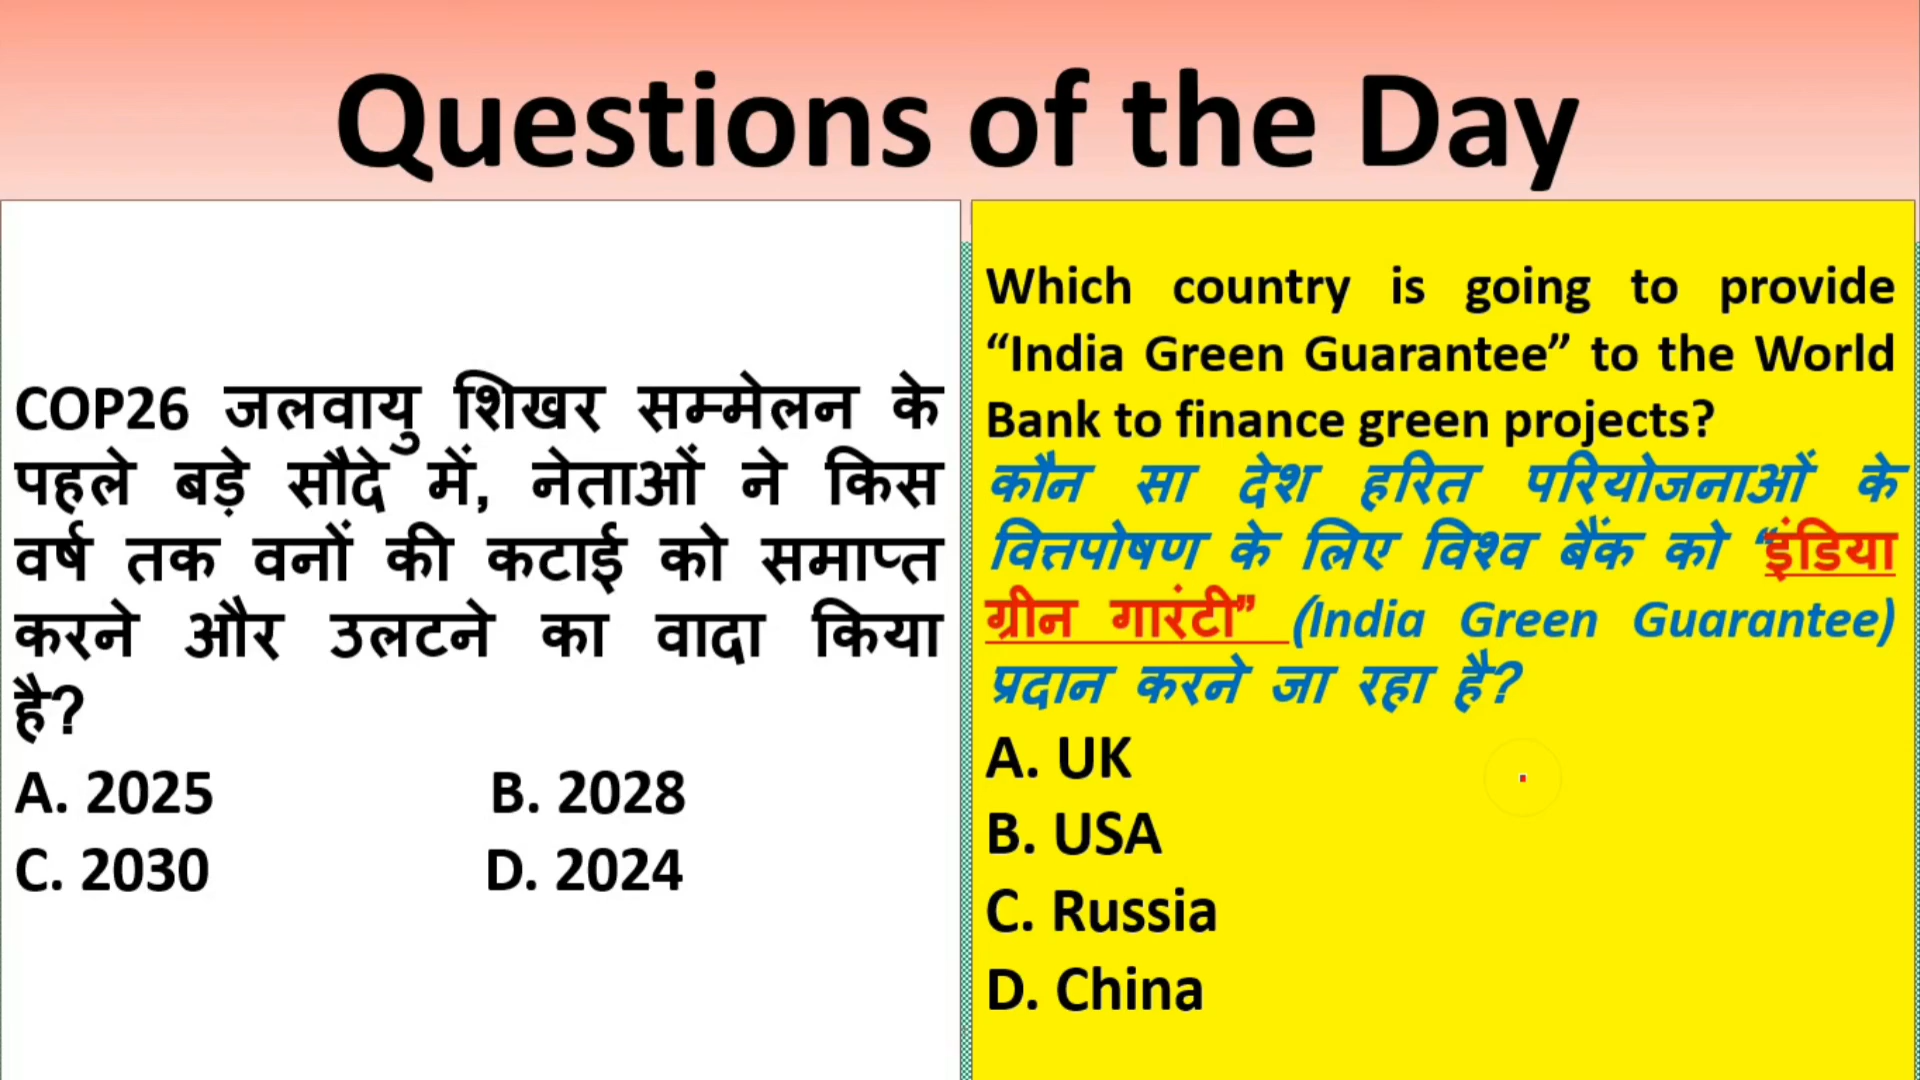 Questions of the Day
COP26 जलवायु शिखर सम्मेलन के
पहले बड़े सौदे में, नेताओं ने किस
वर्ष तक वनों की कटाई को समाप्त
करने और उलटने का वादा किया
है?
A. 2025 B. 2028
C. 2030 D. 2024
Which country is going to provide
“India Green Guarantee” to the World
Bank to finance green projects?
कौन सा देश हरित परियोजनाओं के
वित्तपोषण के लिए विश्व बैंक को “इंडिया
ग्रीन गारंटी” (India Green Guarantee)
प्रदान करने जा रहा है?
A. UK
B. USA
C. Russia
D. China